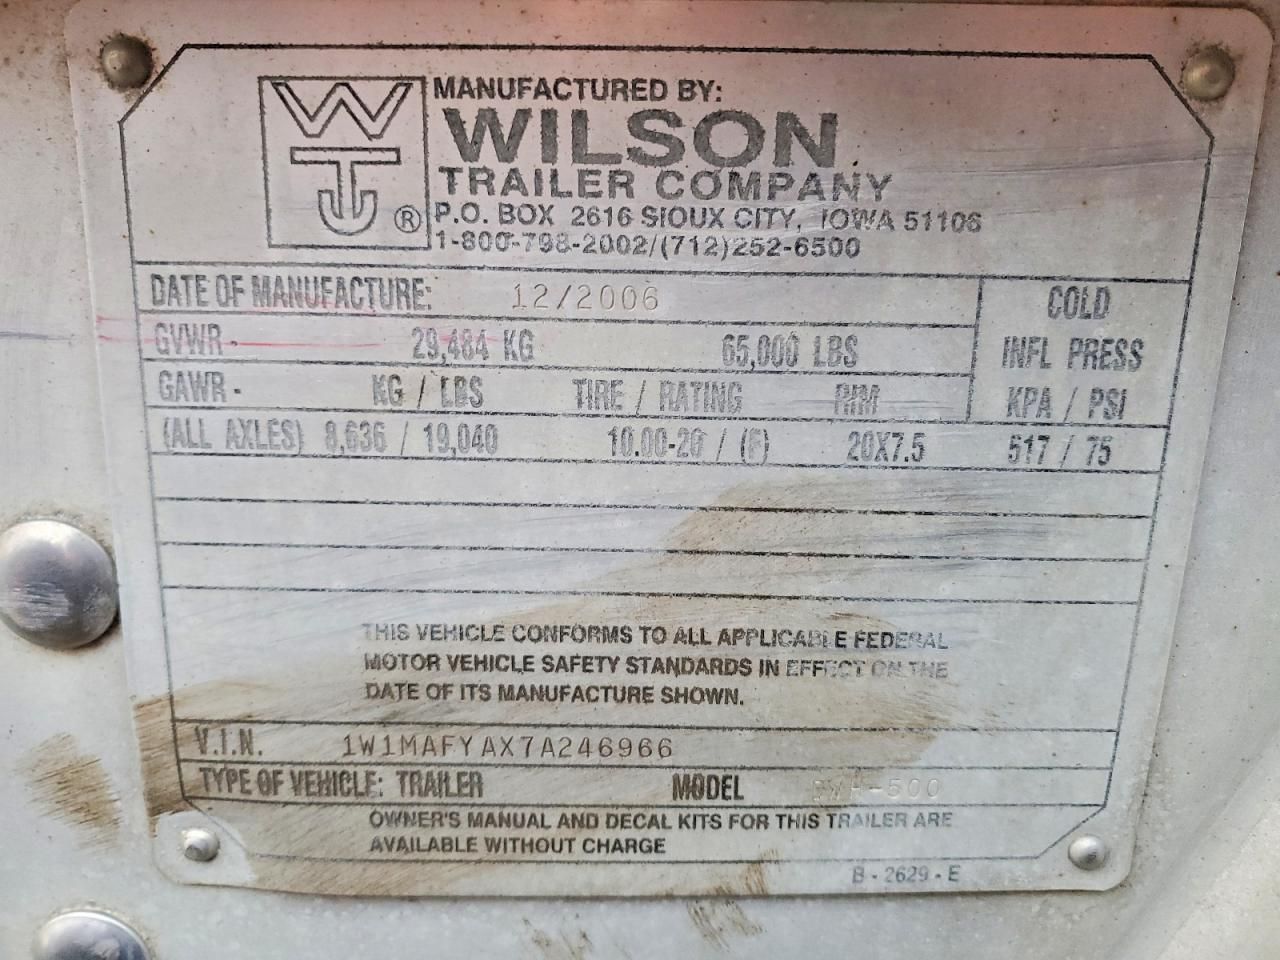 WT
MANUFACTURED BY:
WILSON
TRAILER COMPANY
®
P.O. BOX 2616 SIOUX CITY, IOWA 51106
1-800-798-2002/(712)252-6500
DATE OF MANUFACTURE: 12/2006
COLD
INFL PRESS
KPA / PSI
GVWR- 29,484 KG 65,000 LBS
GAWR- KG / LBS TIRE / RATING RIM
(ALL AXLES) 8,636 / 19,040 10.00-20 / (F) 20X7.5 517 / 75
THIS VEHICLE CONFORMS TO ALL APPLICABLE FEDERAL
MOTOR VEHICLE SAFETY STANDARDS IN EFFECT ON THE
DATE OF ITS MANUFACTURE SHOWN.
V.I.N. 1W1MAFYAX7A246966
TYPE OF VEHICLE: TRAILER MODEL DWH-500
OWNER'S MANUAL AND DECAL KITS FOR THIS TRAILER ARE
AVAILABLE WITHOUT CHARGE
B - 2629 - E